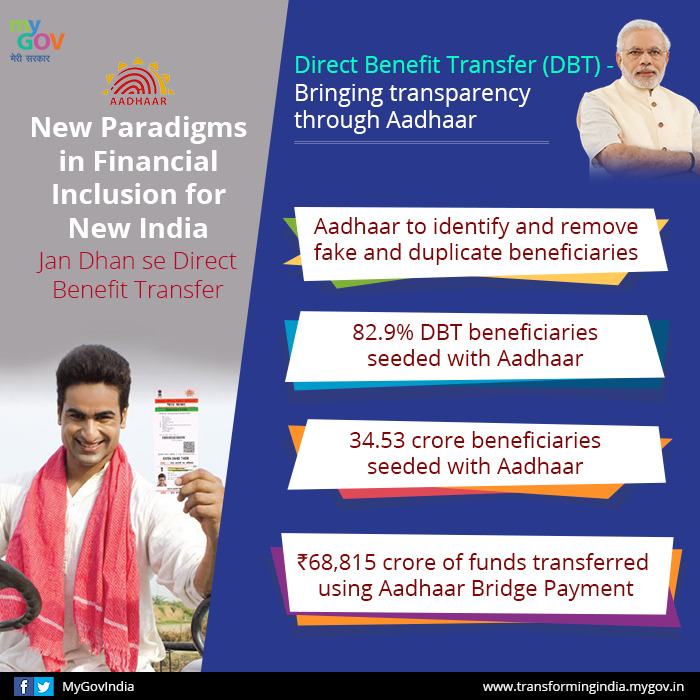 my
GOV
मेरी सरकार
AADHAAR
New Paradigms
in Financial
Inclusion for
New India
Jan Dhan se Direct
Benefit Transfer
Direct Benefit Transfer (DBT) -
Bringing transparency
through Aadhaar
Aadhaar to identify and remove
fake and duplicate beneficiaries
82.9% DBT beneficiaries
seeded with Aadhaar
34.53 crore beneficiaries
seeded with Aadhaar
₹68,815 crore of funds transferred
using Aadhaar Bridge Payment
MyGovIndia
www.transformingindia.mygov.in